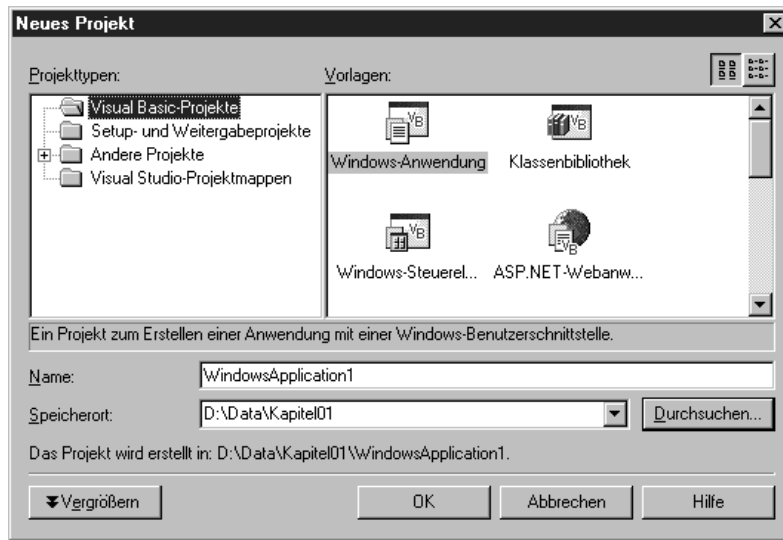 Neues Projekt
Projekttypen:
Vorlagen:
Visual Basic-Projekte
Setup- und Weitergabeprojekte
Andere Projekte
Visual Studio-Projektmappen
Windows-Anwendung
Klassenbibliothek
Windows-Steuerel...
ASP.NET-Webanw...
Ein Projekt zum Erstellen einer Anwendung mit einer Windows-Benutzerschnittstelle.
Name:
WindowsApplication1
Speicherort:
D:\Data\Kapitel01
Durchsuchen...
Das Projekt wird erstellt in: D:\Data\Kapitel01\WindowsApplication1.
Vergrößern
OK
Abbrechen
Hilfe